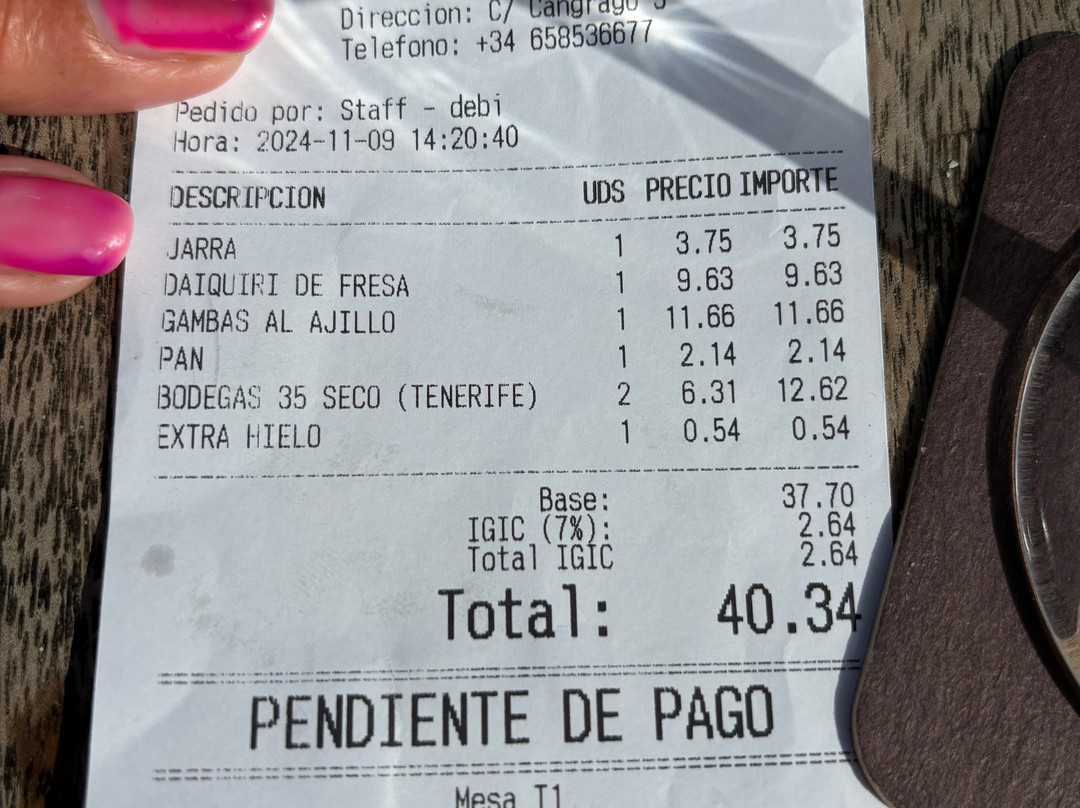 Direccion: C/ Cangrago 3
Telefono: +34 658536677
Pedido por: Staff - debi
Hora: 2024-11-09 14:20:40
DESCRIPCION UDS PRECIO IMPORTE
JARRA 1 3.75 3.75
DAIQUIRI DE FRESA 1 9.63 9.63
GAMBAS AL AJILLO 1 11.66 11.66
PAN 1 2.14 2.14
BODEGAS 35 SECO (TENERIFE) 2 6.31 12.62
EXTRA HIELO 1 0.54 0.54
Base: 37.70
IGIC (7%): 2.64
Total IGIC 2.64
Total: 40.34
PENDIENTE DE PAGO
Mesa T1